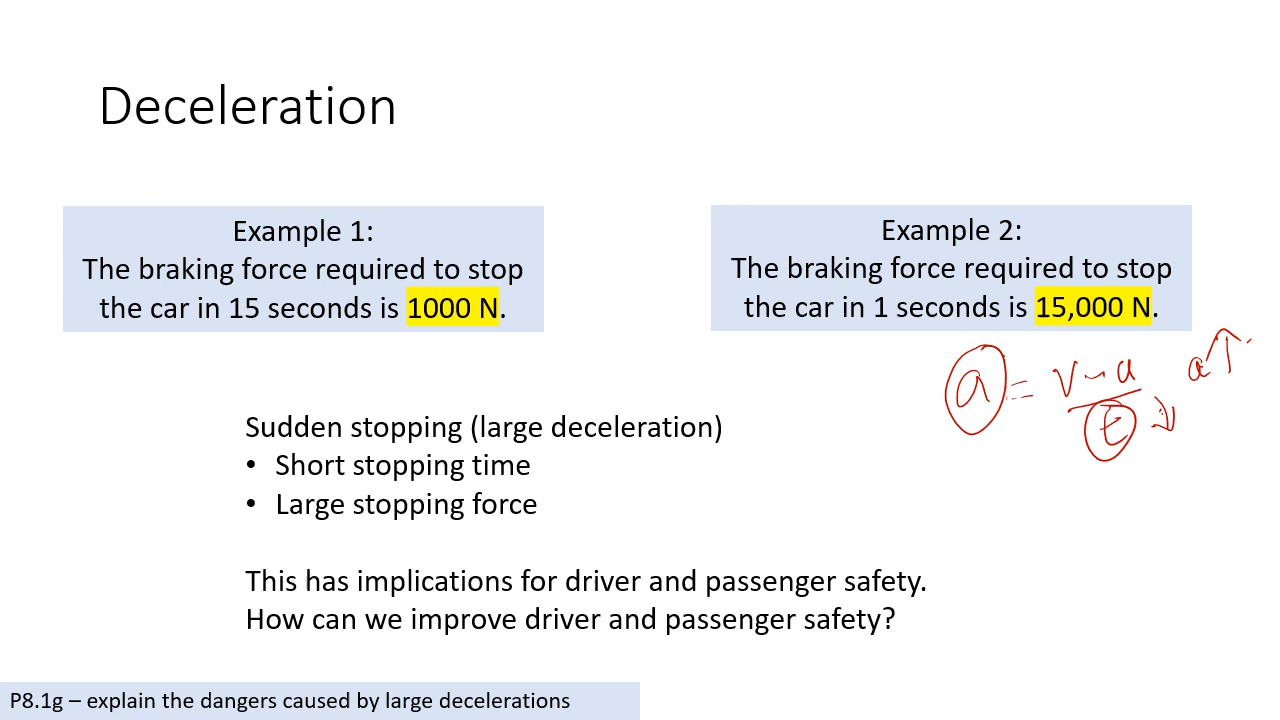 Deceleration
Example 1:
The braking force required to stop
the car in 15 seconds is 1000 N.
Example 2:
The braking force required to stop
the car in 1 seconds is 15,000 N.
a = v - u / t ↓
a ↑
Sudden stopping (large deceleration)
• Short stopping time
• Large stopping force
This has implications for driver and passenger safety.
How can we improve driver and passenger safety?
P8.1g – explain the dangers caused by large decelerations